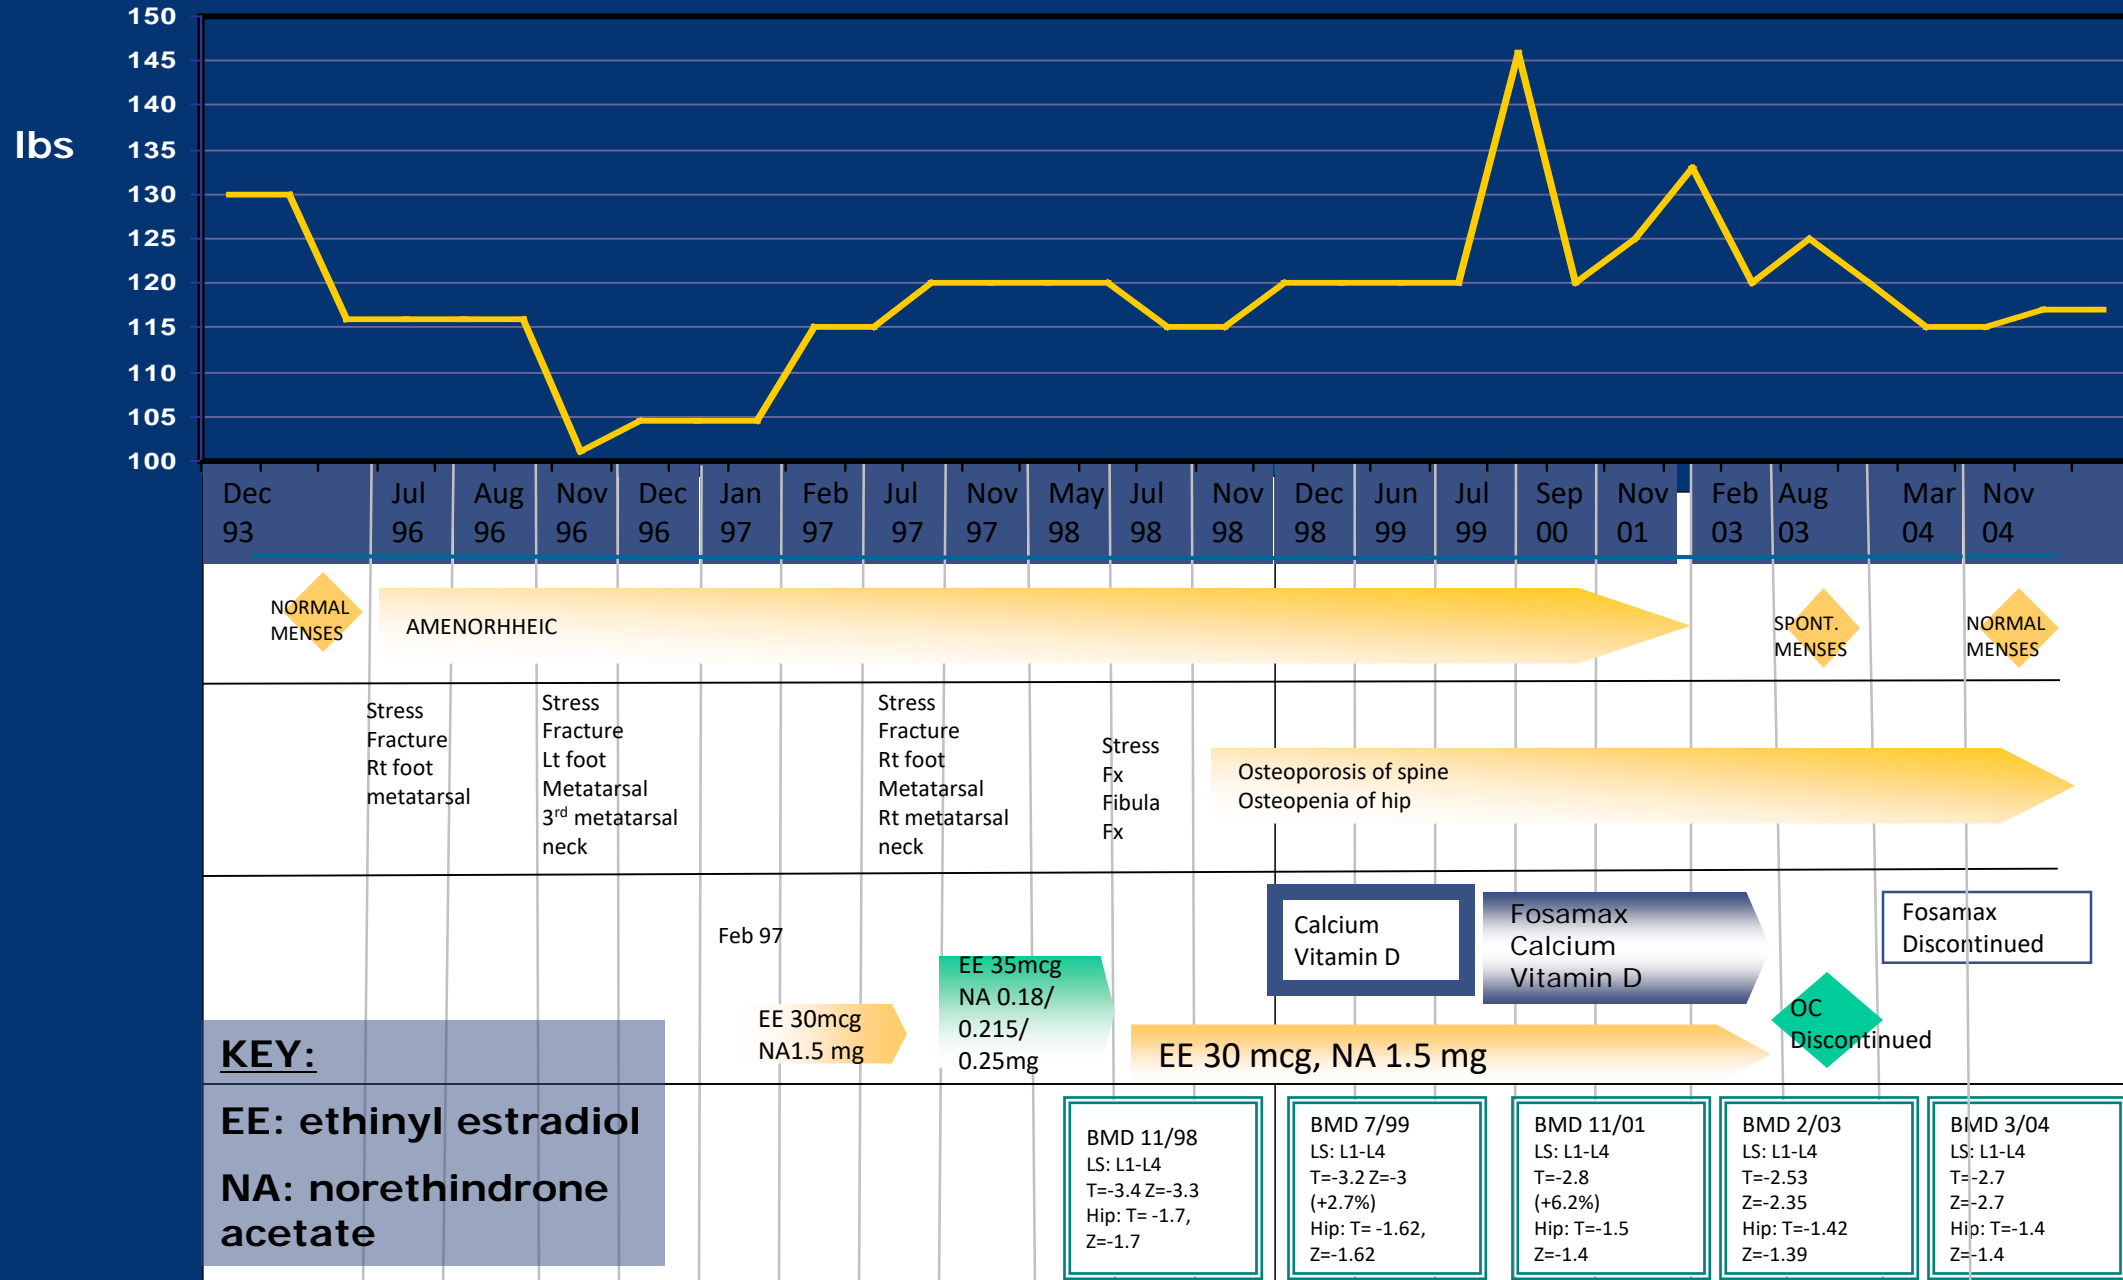 150
145
140
135
lbs
130
125
120
115
110
105
100
Dec
93
Jul
96
Aug
96
Nov
96
Dec
96
Jan
97
Feb
97
Jul
97
Nov
97
May
98
Jul
98
Nov
98
Dec
98
Jun
99
Jul
99
Sep
00
Nov
01
Feb
03
Aug
03
Mar
04
Nov
04
NORMAL
MENSES
AMENORHHEIC
SPONT.
MENSES
NORMAL
MENSES
Stress
Fracture
Rt foot
metatarsal
Stress
Fracture
Lt foot
Metatarsal
3rd metatarsal
neck
Stress
Fracture
Rt foot
Metatarsal
Rt metatarsal
neck
Stress
Fx
Fibula
Fx
Osteoporosis of spine
Osteopenia of hip
Feb 97
EE 30mcg
NA1.5 mg
EE 35mcg
NA 0.18/
0.215/
0.25mg
Calcium
Vitamin D
Fosamax
Calcium
Vitamin D
Fosamax
Discontinued
OC
Discontinued
EE 30 mcg, NA 1.5 mg
KEY:
EE: ethinyl estradiol
NA: norethindrone
acetate
BMD 11/98
LS: L1-L4
T=-3.4 Z=-3.3
Hip: T= -1.7,
Z=-1.7
BMD 7/99
LS: L1-L4
T=-3.2 Z=-3
(+2.7%)
Hip: T= -1.62,
Z=-1.62
BMD 11/01
LS: L1-L4
T=-2.8
(+6.2%)
Hip: T=-1.5
Z=-1.4
BMD 2/03
LS: L1-L4
T=-2.53
Z=-2.35
Hip: T=-1.42
Z=-1.39
BMD 3/04
LS: L1-L4
T=-2.7
Z=-2.7
Hip: T=-1.4
Z=-1.4